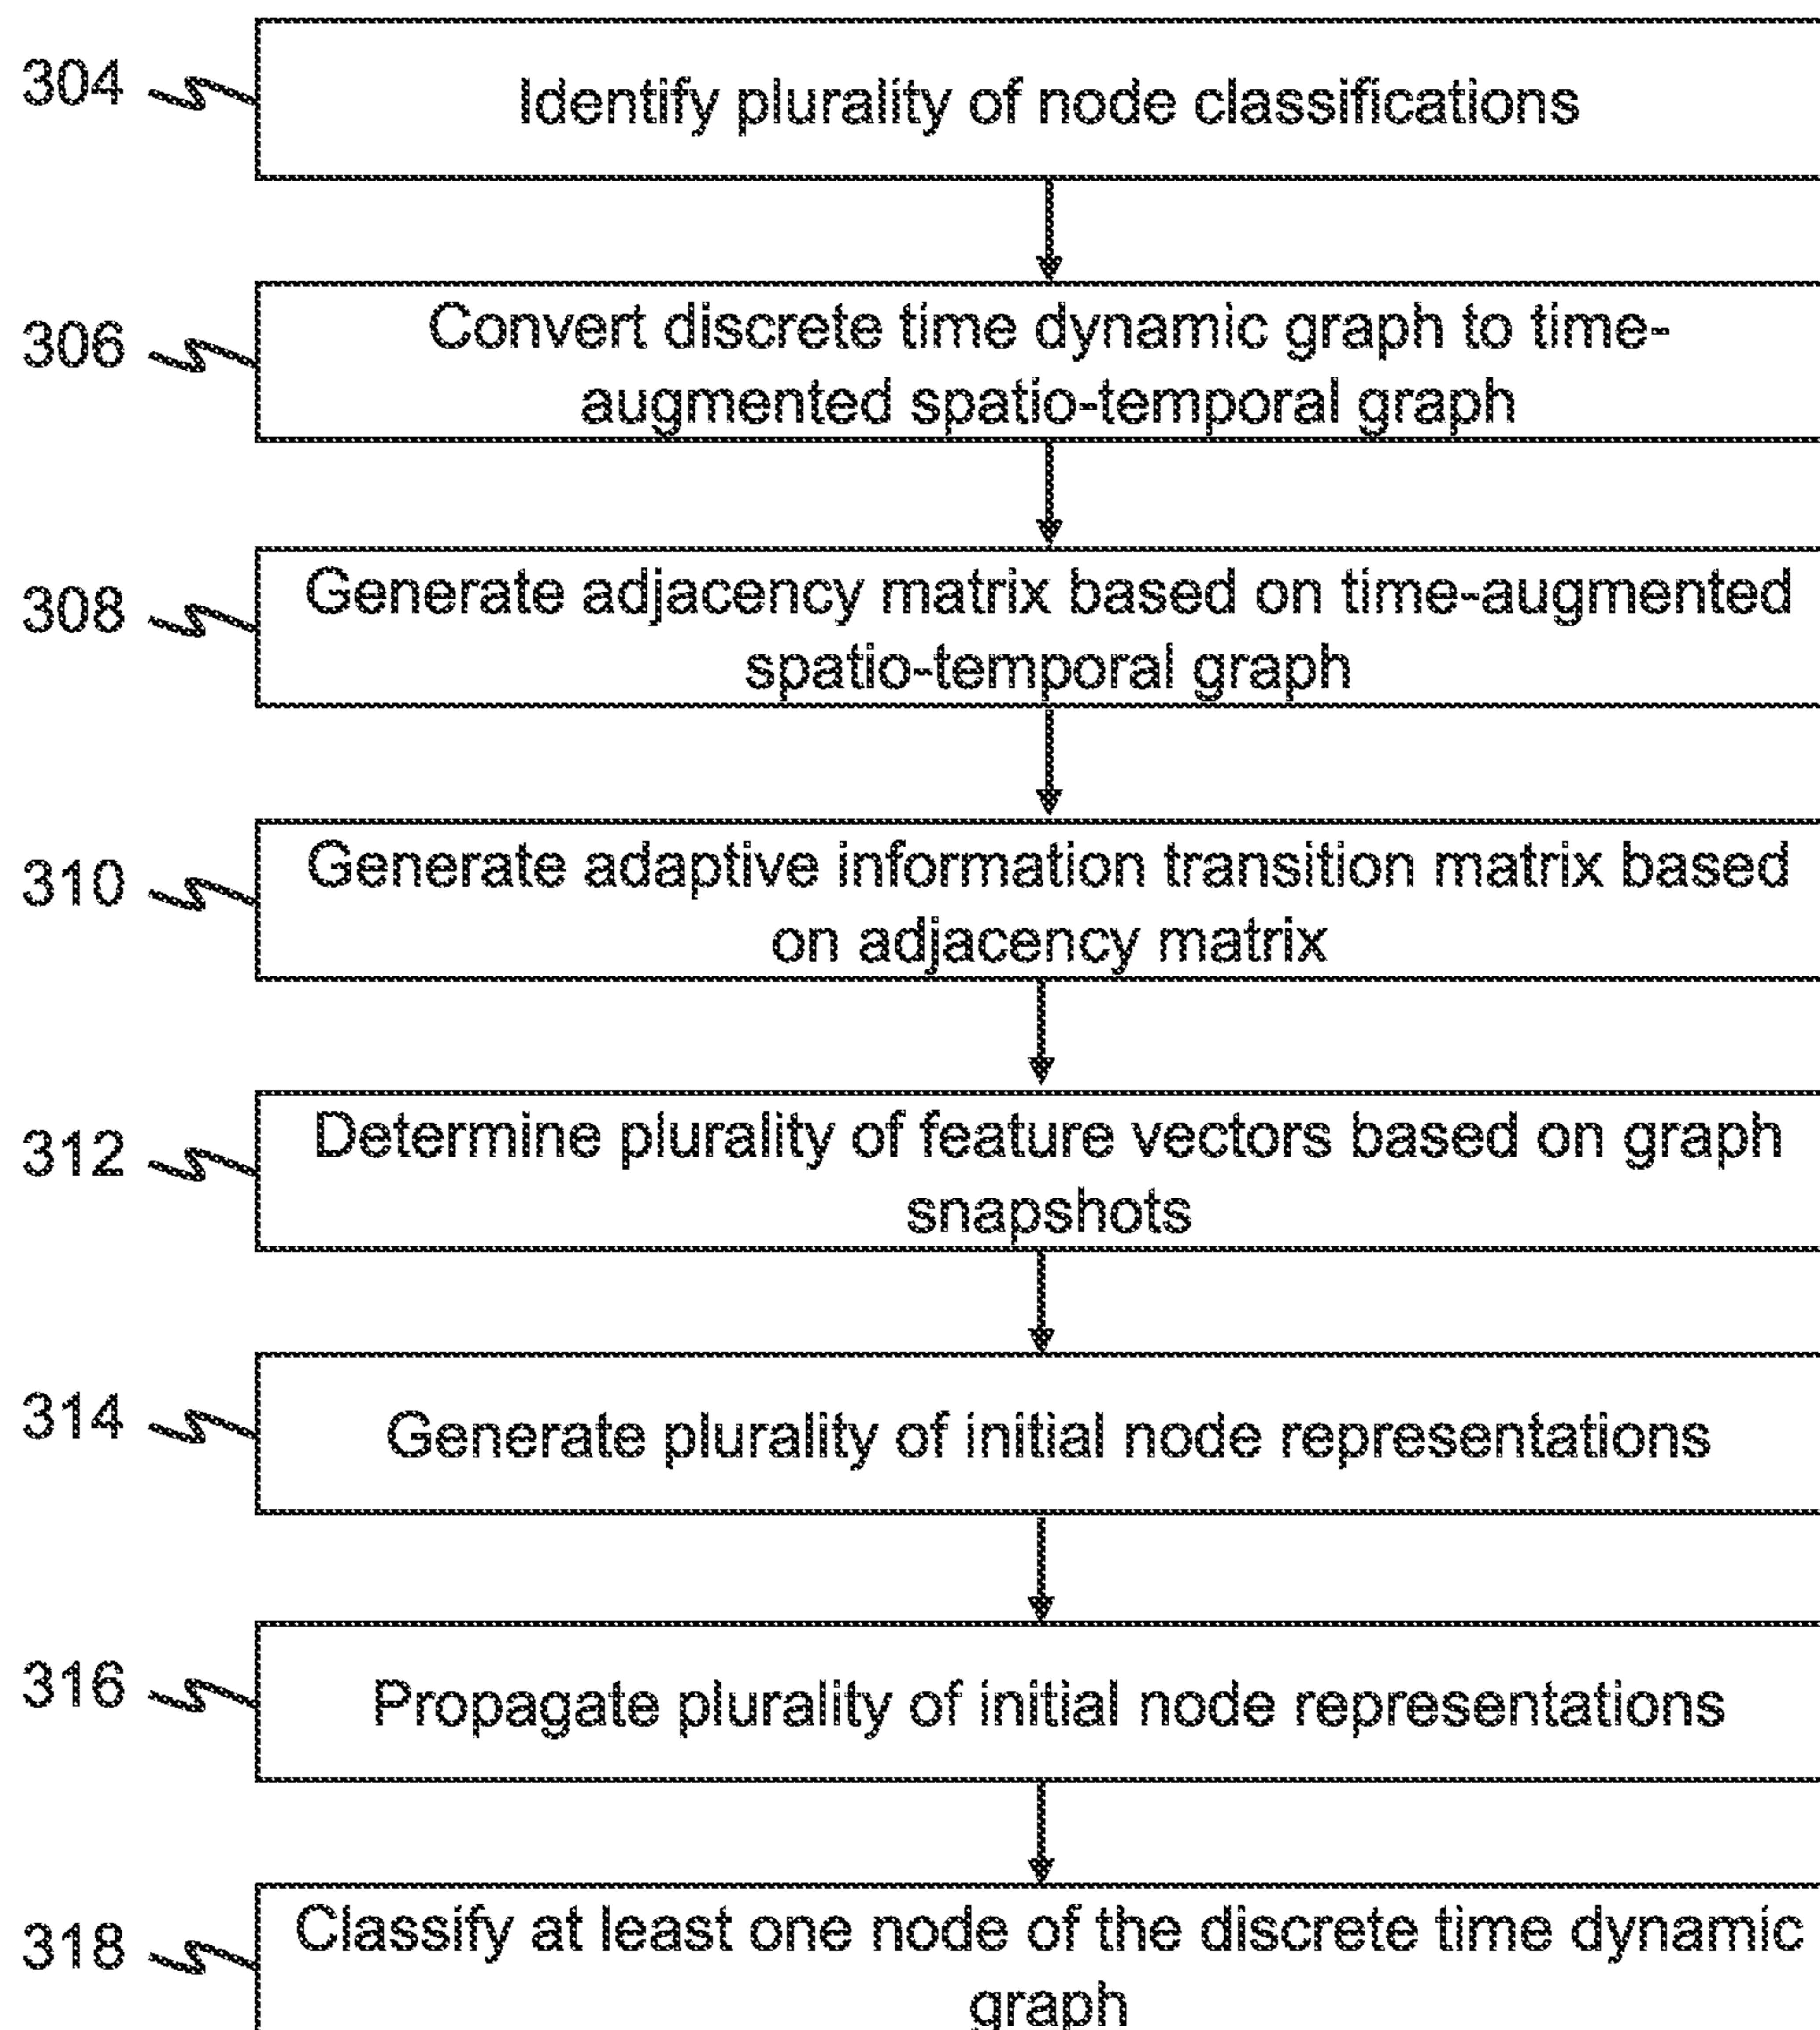 304
Identify plurality of node classifications
306
Convert discrete time dynamic graph to time-
augmented spatio-temporal graph
308
Generate adjacency matrix based on time-augmented
spatio-temporal graph
310
Generate adaptive information transition matrix based
on adjacency matrix
312
Determine plurality of feature vectors based on graph
snapshots
314
Generate plurality of initial node representations
316
Propagate plurality of initial node representations
318
Classify at least one node of the discrete time dynamic
graph